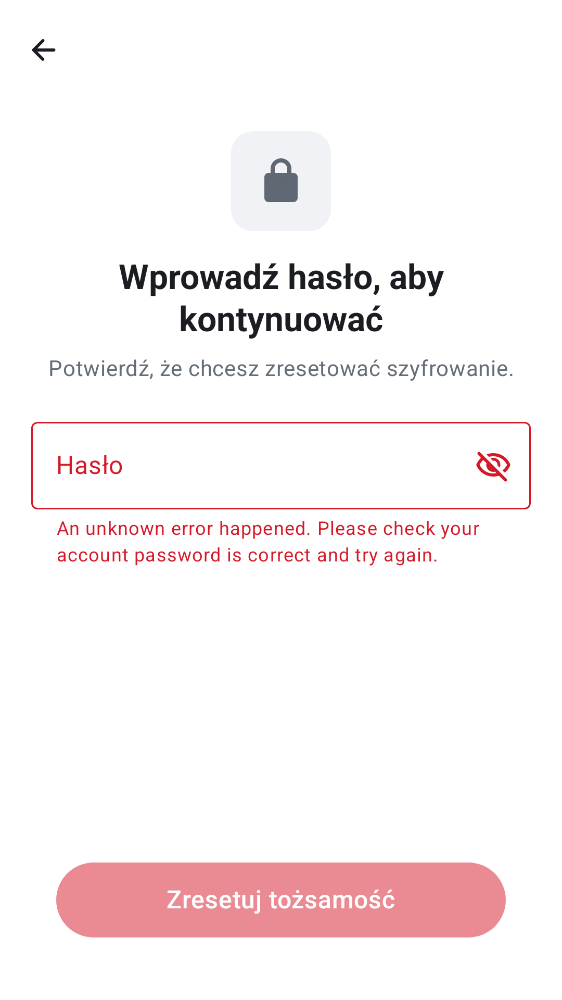 Wprowadź hasło, aby
kontynuować
Potwierdź, że chcesz zresetować szyfrowanie.
Hasło
An unknown error happened. Please check your
account password is correct and try again.
Zresetuj tożsamość